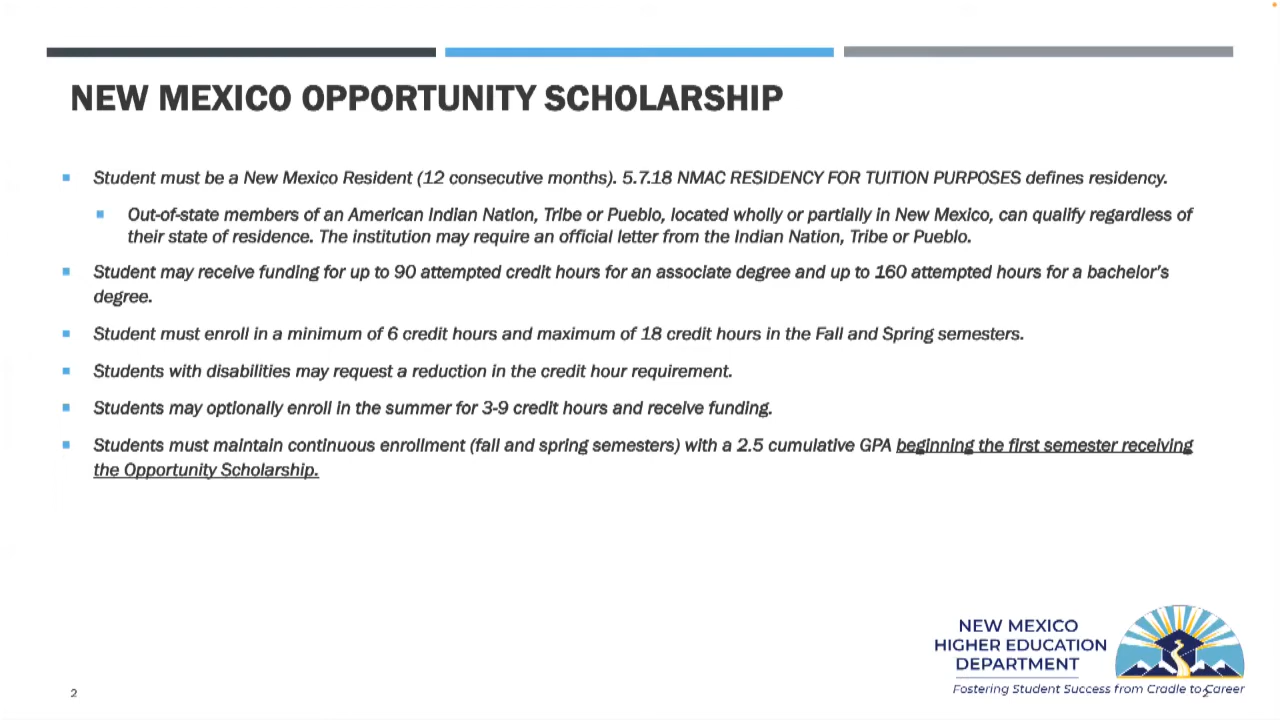 NEW MEXICO OPPORTUNITY SCHOLARSHIP
Student must be a New Mexico Resident (12 consecutive months). 5.7.18 NMAC RESIDENCY FOR TUITION PURPOSES defines residency.
Out-of-state members of an American Indian Nation, Tribe or Pueblo, located wholly or partially in New Mexico, can qualify regardless of
their state of residence. The institution may require an official letter from the Indian Nation, Tribe or Pueblo.
Student may receive funding for up to 90 attempted credit hours for an associate degree and up to 160 attempted hours for a bachelor's
degree.
Student must enroll in a minimum of 6 credit hours and maximum of 18 credit hours in the Fall and Spring semesters.
Students with disabilities may request a reduction in the credit hour requirement.
Students may optionally enroll in the summer for 3-9 credit hours and receive funding.
Students must maintain continuous enrollment (fall and spring semesters) with a 2.5 cumulative GPA beginning the first semester receiving
the Opportunity Scholarship.
NEW MEXICO
HIGHER EDUCATION
DEPARTMENT
Fostering Student Success from Cradle to Career
2
2